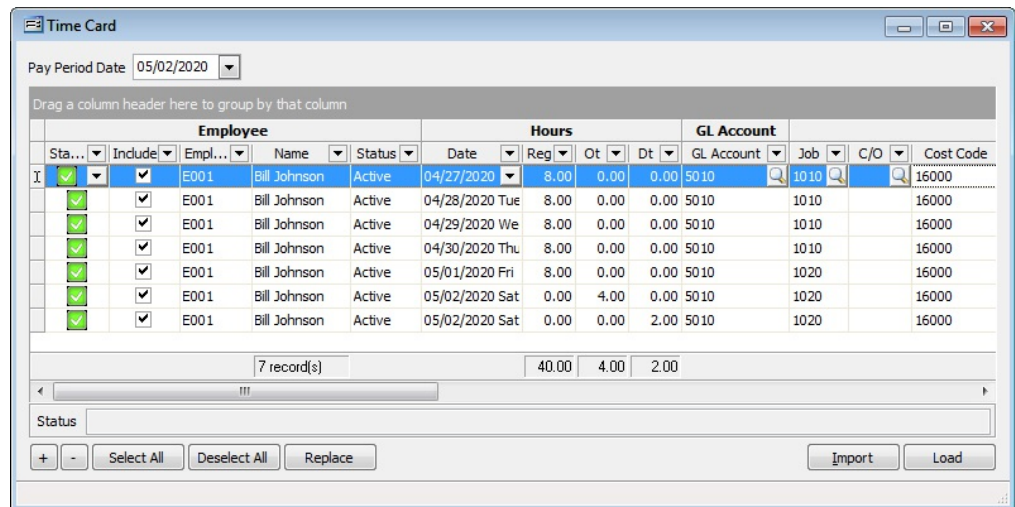 Time Card
Pay Period Date 05/02/2020
Drag a column header here to group by that column
Employee Hours GL Account
Sta... Include Empl... Name Status Date Reg Ot Dt GL Account Job C/O Cost Code
E001 Bill Johnson Active 04/27/2020 8.00 0.00 0.00 5010 1010 16000
E001 Bill Johnson Active 04/28/2020 Tue 8.00 0.00 0.00 5010 1010 16000
E001 Bill Johnson Active 04/29/2020 We 8.00 0.00 0.00 5010 1010 16000
E001 Bill Johnson Active 04/30/2020 Thu 8.00 0.00 0.00 5010 1010 16000
E001 Bill Johnson Active 05/01/2020 Fri 8.00 0.00 0.00 5010 1020 16000
E001 Bill Johnson Active 05/02/2020 Sat 0.00 4.00 0.00 5010 1020 16000
E001 Bill Johnson Active 05/02/2020 Sat 0.00 0.00 2.00 5010 1020 16000
7 record(s) 40.00 4.00 2.00
Status
+ - Select All Deselect All Replace Import Load